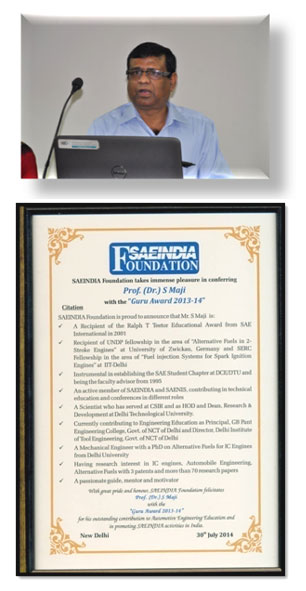 SAEINDIA
FOUNDATION
SAEINDIA Foundation takes immense pleasure in conferring
Prof. (Dr.) S Maji
with the "Guru Award 2013-14"
Citation
SAEINDIA Foundation is proud to announce that Mr. S Maji is:
✓ A Recipient of the Ralph T Teetor Educational Award from SAE
International in 2001
✓ Recipient of UNDP fellowship in the area of "Alternative Fuels in 2-
Stroke Engines" at University of Zwickau, Germany and SERC
Fellowship in the area of "Fuel injection Systems for Spark Ignition
Engines" at IIT-Delhi
✓ Instrumental in establishing the SAE Student Chapter at DCE/DTU and
being the faculty advisor from 1995
✓ An active member of SAEINDIA and SAENIS, contributing in technical
education and conferences in different roles
✓ A Scientist who has served at CSIR and as HOD and Dean, Research &
Development at Delhi Technological University.
✓ Currently contributing to Engineering Education as Principal, GB Pant
Engineering College, Govt. of NCT of Delhi and Director, Delhi Institute
of Tool Engineering, Govt. of NCT of Delhi
✓ A Mechanical Engineer with a PhD on Alternative Fuels for IC Engines
from Delhi University
✓ Having research interest in IC engines, Automobile Engineering,
Alternative Fuels with 3 patents and more than 70 research papers
✓ A passionate guide, mentor and motivator
With great pride and honour, SAEINDIA Foundation felicitates
Prof. (Dr.) S Maji
with the
"Guru Award 2013-14"
for his outstanding contribution to Automotive Engineering Education and
in promoting SAEINDIA activities in India.
New Delhi 30th July 2014